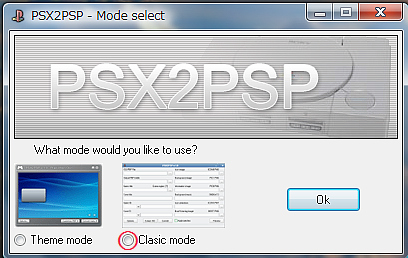 PSX2PSP - Mode select
PSX2PSP
What mode would you like to use?
Ok
Theme mode
Clasic mode